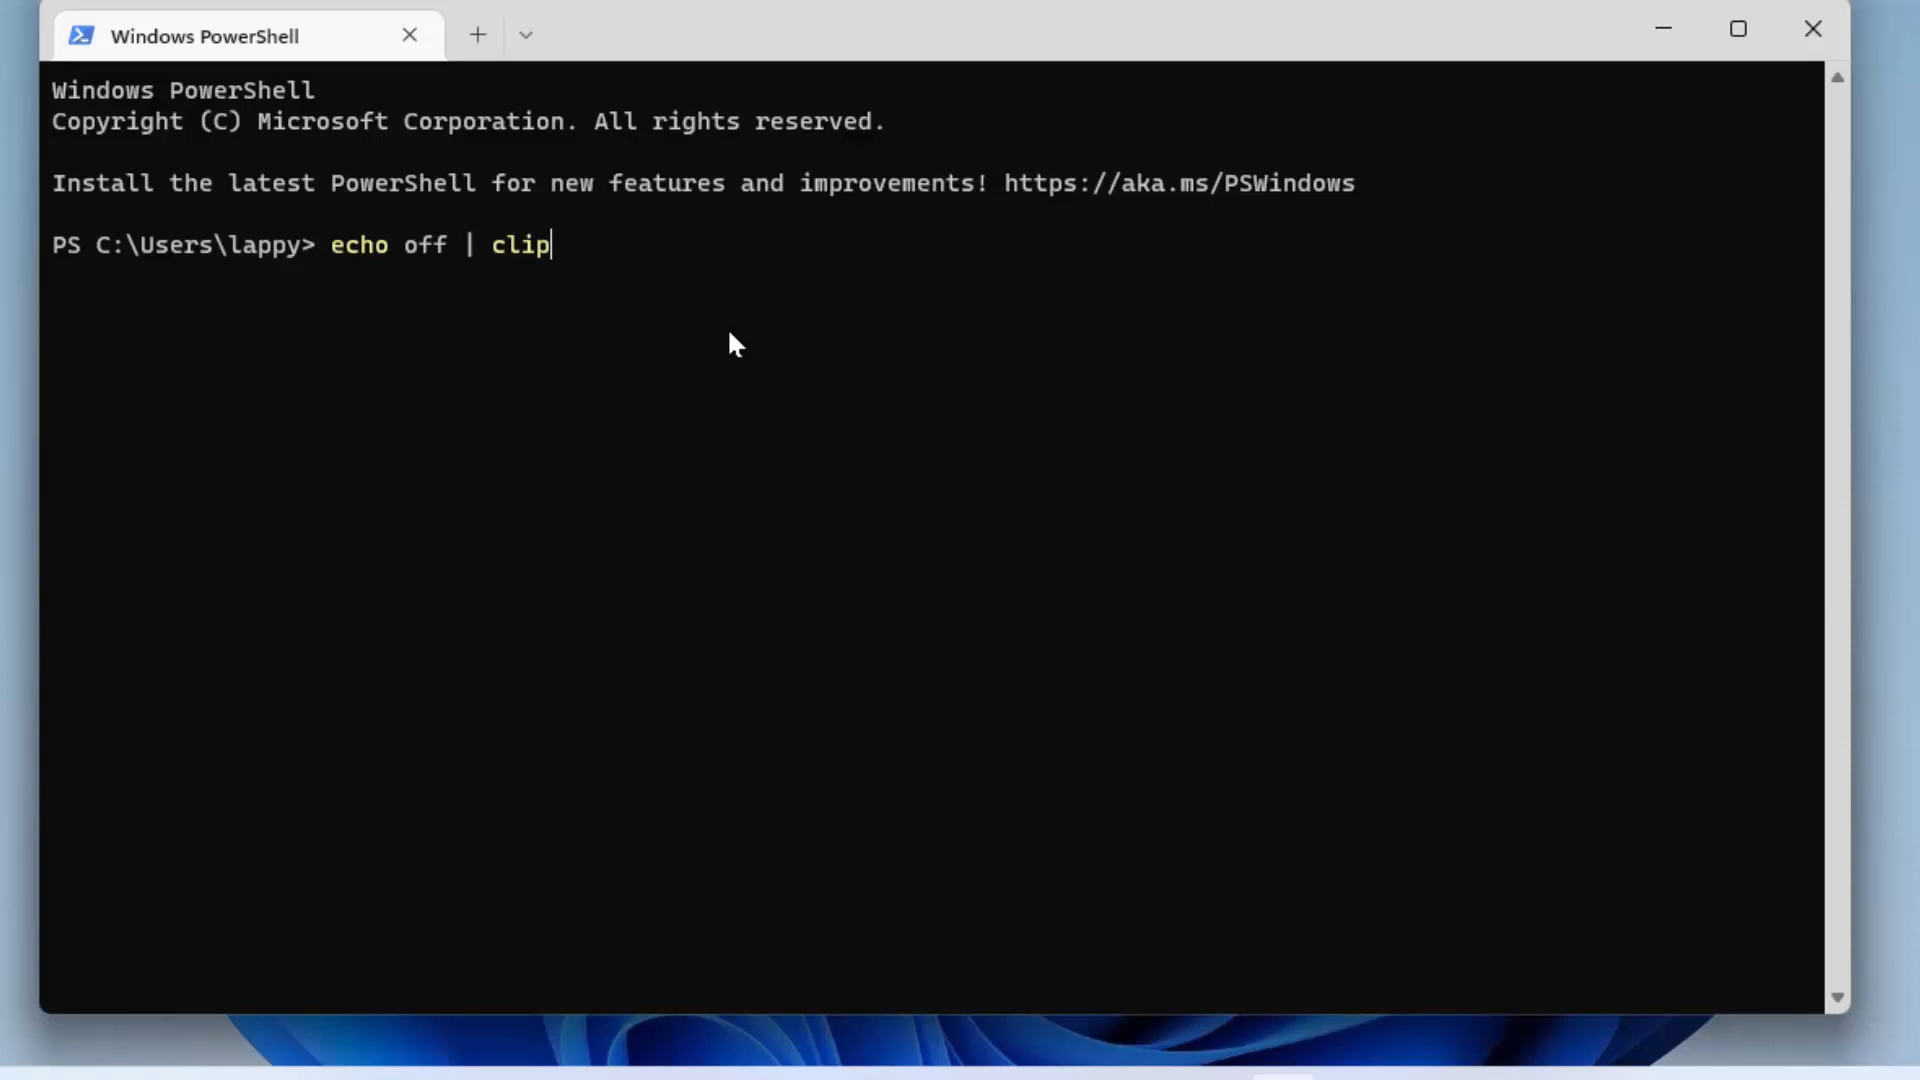 Windows PowerShell
Windows PowerShell
Copyright (C) Microsoft Corporation. All rights reserved.
Install the latest PowerShell for new features and improvements! https://aka.ms/PSWindows
PS C:\Users\lappy> echo off | clip